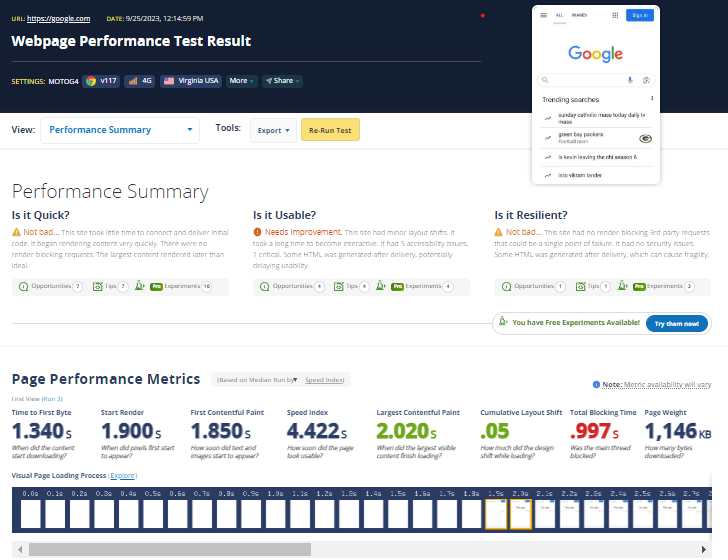 URL: https://google.com DATE: 9/25/2023, 12:14:59 PM
Webpage Performance Test Result
SETTINGS: MOTOG4 v117 4G Virginia USA More Share
ALL IMAGES Sign in
Google
Trending searches
sunday catholic mass today daily tv
mass
green bay packers
Football team
is kevin leaving the chi season 6
isro vikram lander
View: Performance Summary Tools: Export Re-Run Test
Performance Summary
Is it Quick?
Not bad... This site took little time to connect and deliver initial
code. It began rendering content very quickly. There were no
render blocking requests. The largest content rendered later than
ideal.
Opportunities 7 Tips 7 Pro Experiments 10
Is it Usable?
Needs Improvement. This site had minor layout shifts. It
took a long time to become interactive. It had 5 accessibility issues,
1 critical. Some HTML was generated after delivery, potentially
delaying usability.
Opportunities 4 Tips 4 Pro Experiments 4
Is it Resilient?
Not bad... This site had no render blocking 3rd party requests
that could be a single point of failure. It had no security issues.
Some HTML was generated after delivery, which can cause fragility.
Opportunities 1 Tips 1 Pro Experiments 3
You have Free Experiments Available! Try them now!
Page Performance Metrics (Based on Median Run by Speed Index)
Note: Metric availability will vary
First View (Run 3)
Time to First Byte
1.340s
When did the content
start downloading?
Start Render
1.900s
When did pixels first start
to appear?
First Contentful Paint
1.850s
How soon did text and
images start to appear?
Speed Index
4.422s
How soon did the page
look usable?
Largest Contentful Paint
2.020s
When did the largest visible
content finish loading?
Cumulative Layout Shift
.05
How much did the design
shift while loading?
Total Blocking Time
.997s
Was the main thread
blocked?
Page Weight
1,146KB
How many bytes
downloaded?
Visual Page Loading Process (Explore)
0.0s 0.1s 0.2s 0.3s 0.4s 0.5s 0.6s 0.7s 0.8s 0.9s 1.0s 1.1s 1.2s 1.3s 1.4s 1.5s 1.6s 1.7s 1.8s 1.9s 2.0s 2.1s 2.2s 2.3s 2.4s 2.5s 2.6s 2.7s